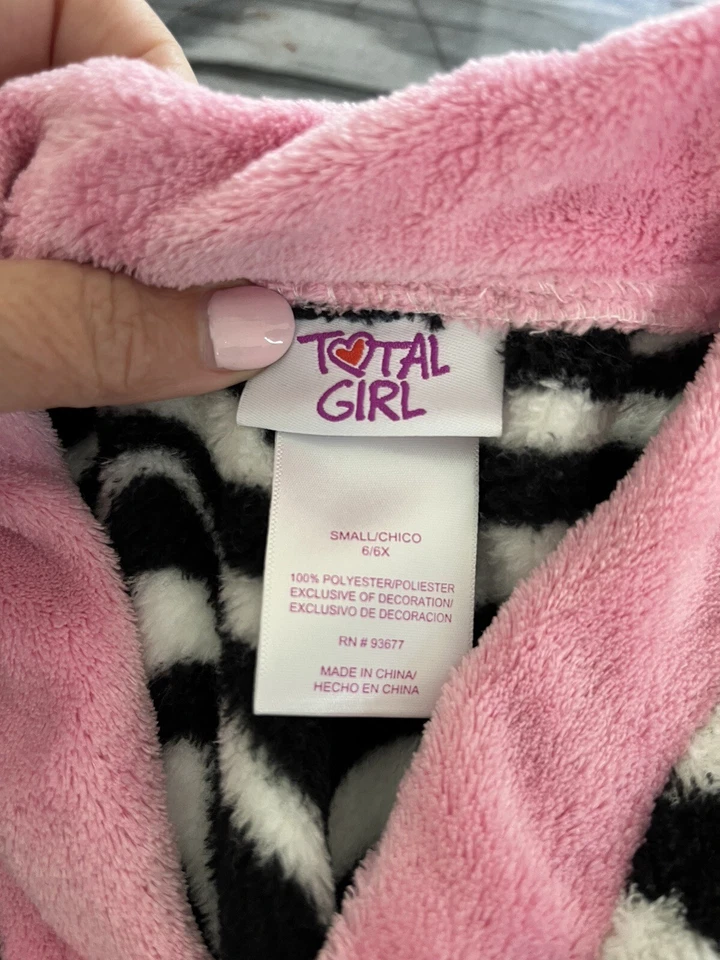 TOTAL
GIRL
SMALL/CHICO
6/6X
100% POLYESTER/POLIESTER
EXCLUSIVE OF DECORATION/
EXCLUSIVO DE DECORACION
RN # 93677
MADE IN CHINA/
HECHO EN CHINA